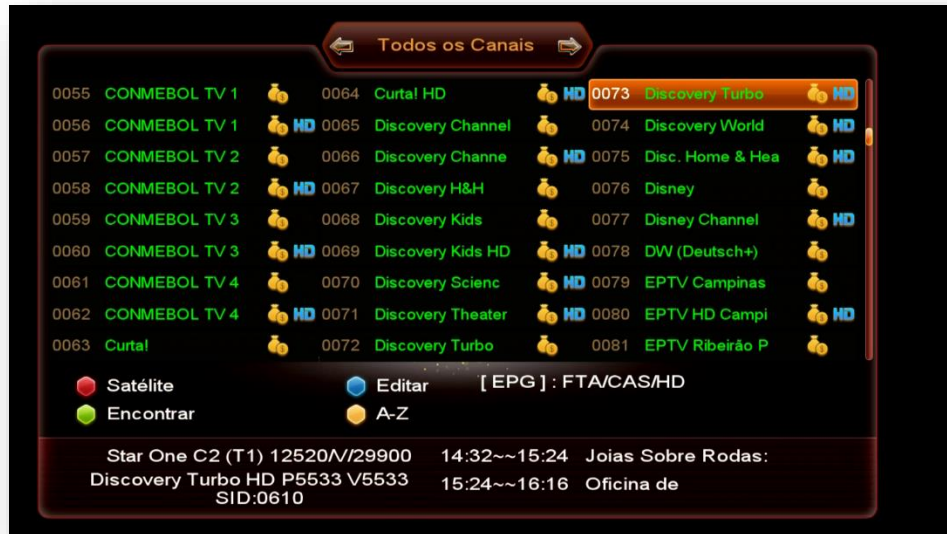 Todos os Canais
0055 CONMEBOL TV 1
0056 CONMEBOL TV 1 HD
0057 CONMEBOL TV 2
0058 CONMEBOL TV 2 HD
0059 CONMEBOL TV 3
0060 CONMEBOL TV 3 HD
0061 CONMEBOL TV 4
0062 CONMEBOL TV 4 HD
0063 Curta!
0064 Curta! HD HD
0065 Discovery Channel
0066 Discovery Channe HD
0067 Discovery H&H
0068 Discovery Kids
0069 Discovery Kids HD HD
0070 Discovery Scienc HD
0071 Discovery Theater HD
0072 Discovery Turbo
0073 Discovery Turbo HD
0074 Discovery World HD
0075 Disc. Home & Hea HD
0076 Disney
0077 Disney Channel HD
0078 DW (Deutsch+)
0079 EPTV Campinas
0080 EPTV HD Campi HD
0081 EPTV Ribeirão P
Satélite
Editar
[ EPG ] : FTA/CAS/HD
Encontrar
A-Z
Star One C2 (T1) 12520/V/29900
Discovery Turbo HD P5533 V5533
SID:0610
14:32~~15:24 Joias Sobre Rodas:
15:24~~16:16 Oficina de